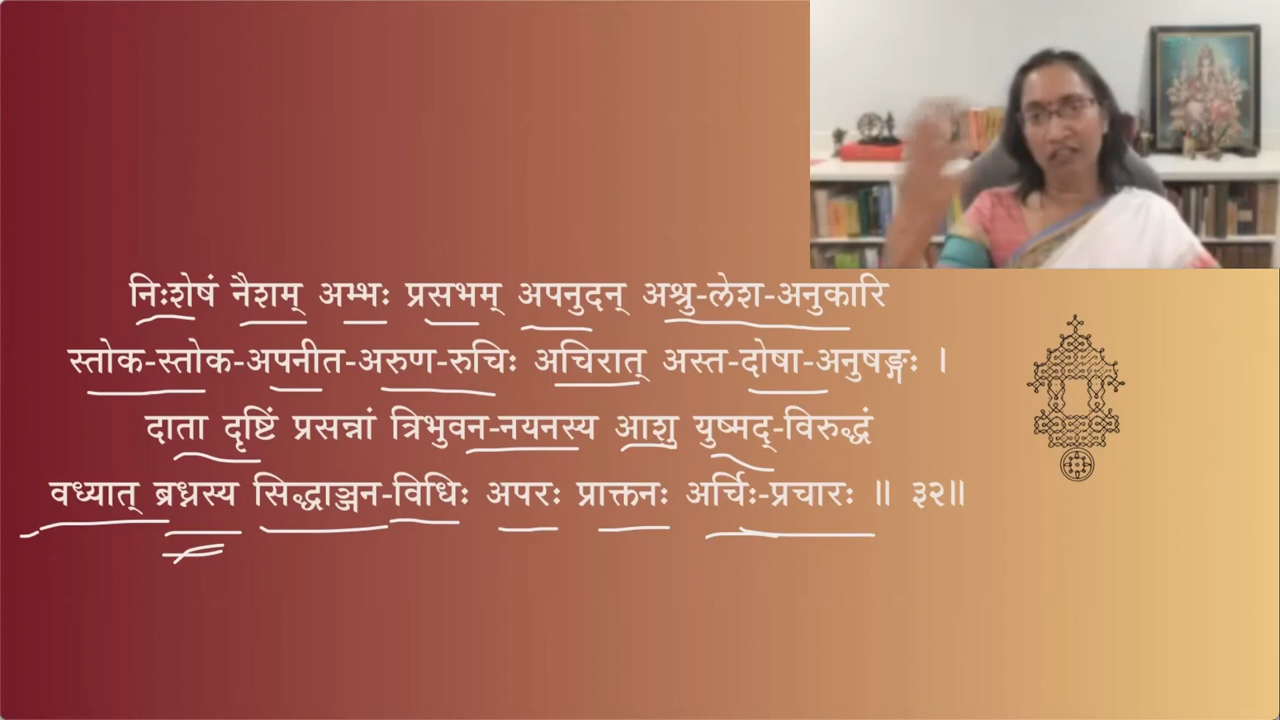 निःशेषं नैशम् अम्भः प्रसभम् अपनुदन् अश्रु-लेश-अनुकारि
स्तोक-स्तोक-अपनीत-अरुण-रुचिः अचिरात् अस्त-दोषा-अनुषङ्गः ।
दाता दृष्टिं प्रसन्नां त्रिभुवन-नयनस्य आशु युष्मद्-विरुद्धं
वध्यात् ब्रध्नस्य सिद्धाञ्जन-विधिः अपरः प्राक्तनः अर्चिः-प्रचारः ॥ ३२॥